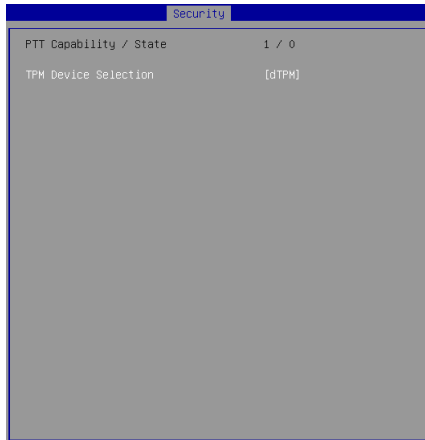 Security
PTT Capability / State 1 / 0
TPM Device Selection [dTPM]